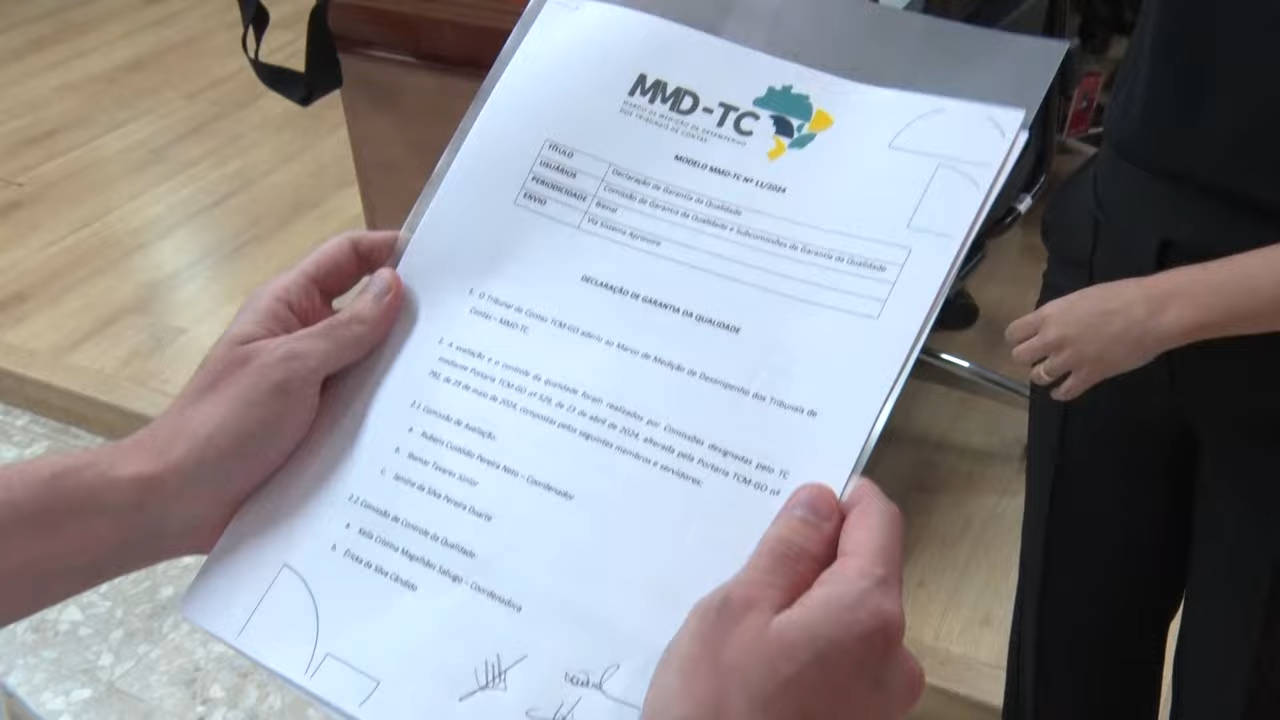 MMD-TC
MARCO DE MEDIÇÃO DE DESEMPENHO
DOS TRIBUNAIS DE CONTAS
MODELO MMD-TC Nº 11/2024
TÍTULO Declaração de Garantia da Qualidade
USUÁRIOS Comissão de Garantia da Qualidade e Subcomissões de Garantia da Qualidade
PERIODICIDADE Bienal
ENVIO Via Sistema Aprimore
DECLARAÇÃO DE GARANTIA DA QUALIDADE
1. O Tribunal de Contas TCM-GO aderiu ao Marco de Medição de Desempenho dos Tribunais de
Contas – MMD-TC.
2. A avaliação e o controle da qualidade foram realizados por Comissões designadas pelo TC
mediante Portaria TCM-GO nº 529, de 23 de abril de 2024, alterada pela Portaria TCM-GO nº
792, de 29 de maio de 2024, compostas pelos seguintes membros e servidores:
2.1 Comissão de Avaliação.
a. Rubens Custódio Pereira Neto – Coordenador
b. Itamar Tavares Júnior
c. Janira da Silva Pereira Duarte
2.2 Comissão de Controle da Qualidade.
a. Keila Cristina Magalhães Sabugo – Coordenadora
b. Éricka da Silva Cândido